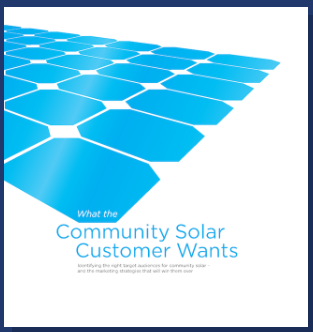 What the
Community Solar
Customer Wants
Identifying the right target audiences for community solar –
and the marketing strategies that will win them over